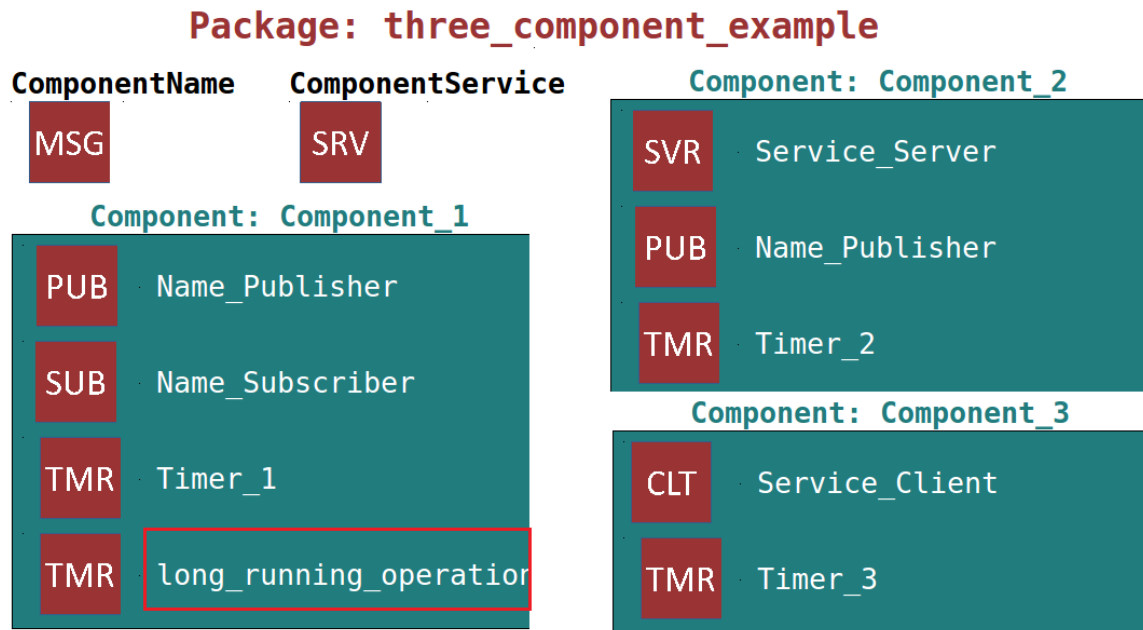 Package: three_component_example
ComponentName ComponentService
MSG SRV
Component: Component_1
PUB Name_Publisher
SUB Name_Subscriber
TMR Timer_1
TMR long_running_operation
Component: Component_2
SVR Service_Server
PUB Name_Publisher
TMR Timer_2
Component: Component_3
CLT Service_Client
TMR Timer_3